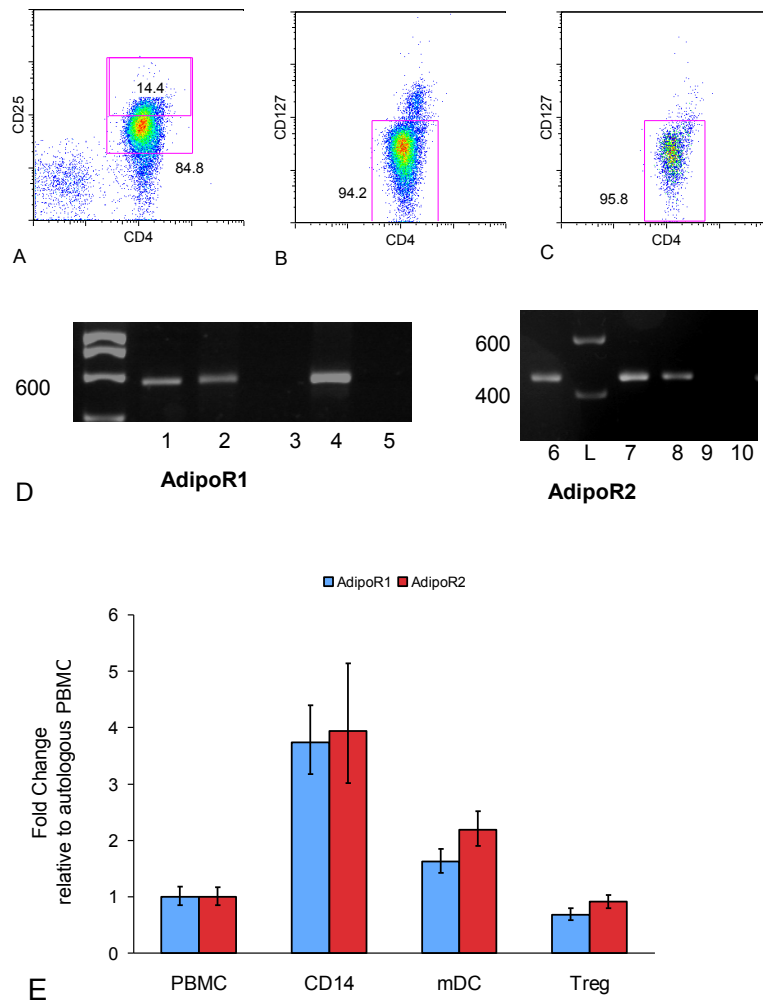 CD25
14.4
84.8
CD4
A
CD127
94.2
CD4
B
CD127
95.8
CD4
C
600
1 2 3 4 5
AdipoR1
600
400
6 L 7 8 9 10
AdipoR2
D
AdipoR1 AdipoR2
Fold Change
relative to autologous PBMC
6
5
4
3
2
1
0
PBMC CD14 mDC Treg
E